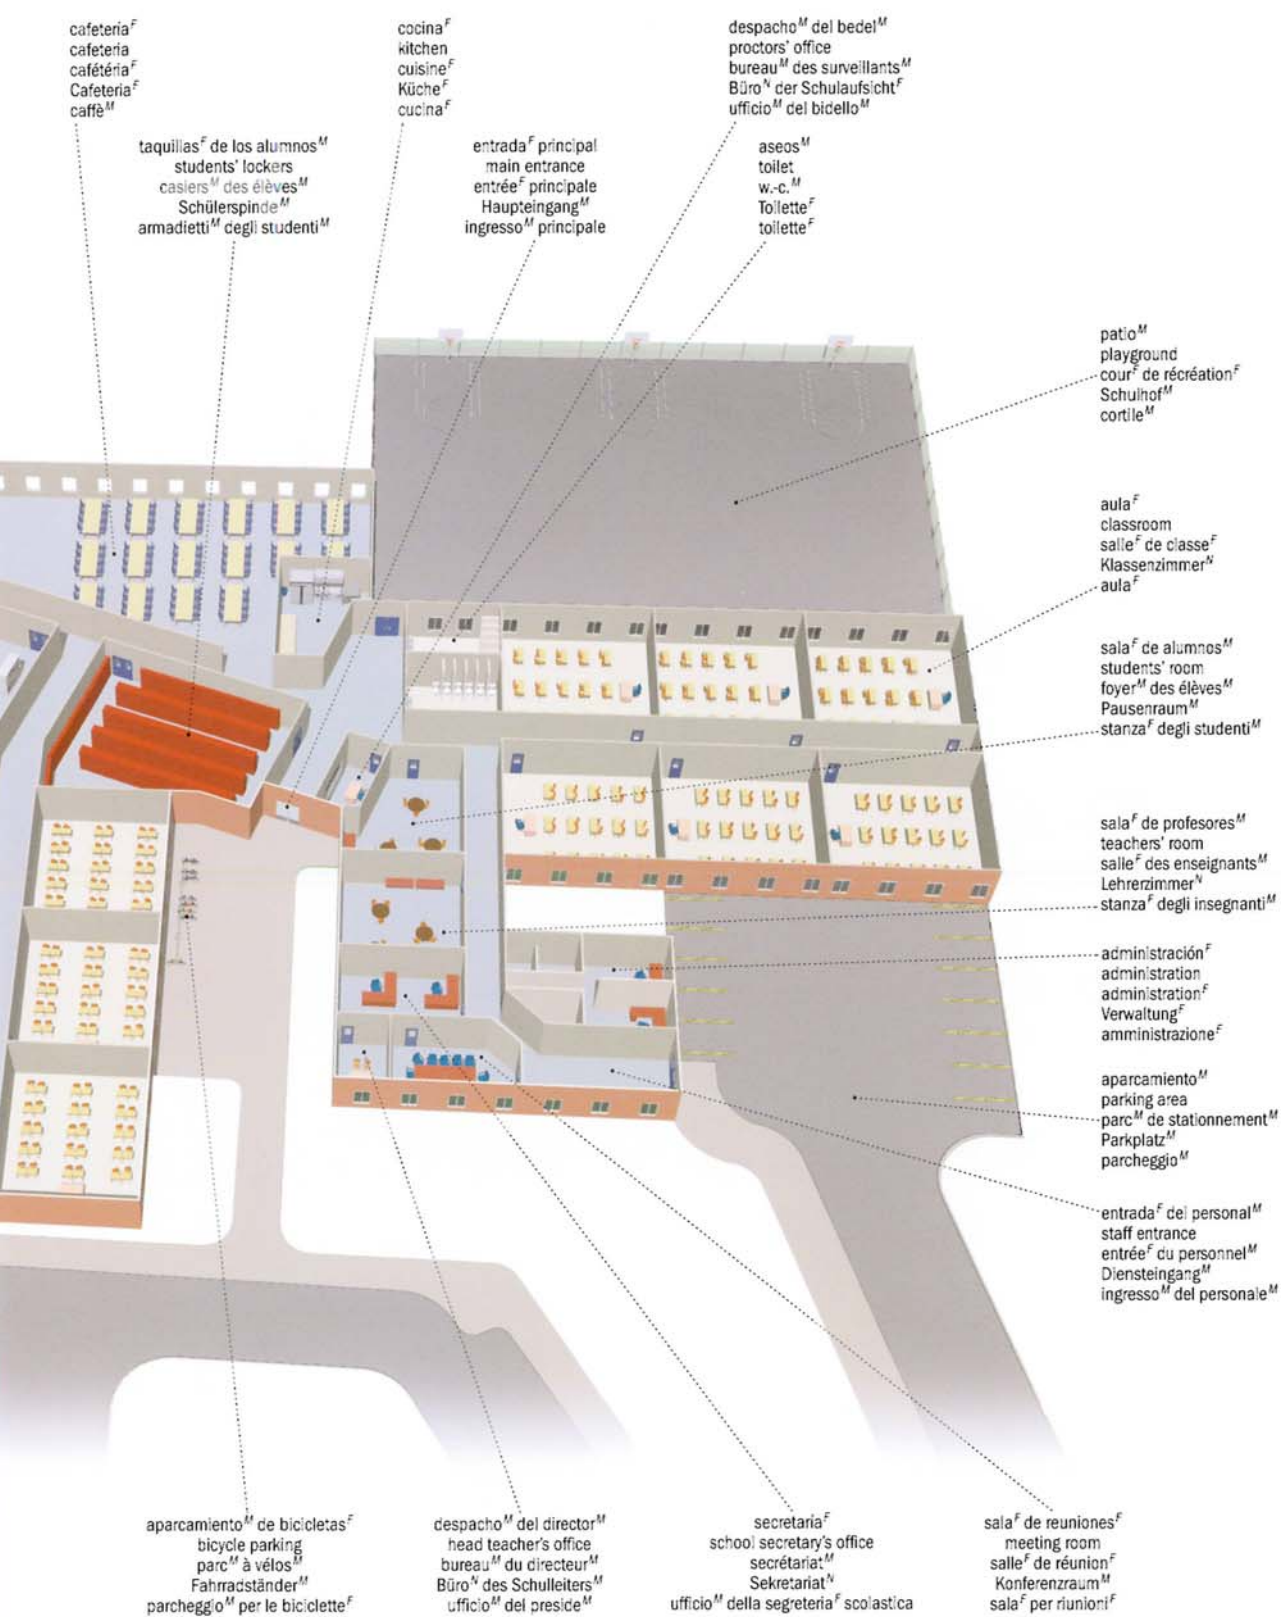 cafetería^F
cafeteria
cafétéria^F
Cafeteria^F
caffè^M
cocina^F
kitchen
cuisine^F
Küche^F
cucina^F
despacho^M del bedel^M
proctors' office
bureau^M des surveillants^M
Büro^N der Schulaufsicht^F
ufficio^M del bidello^M
taquillas^F de los alumnos^M
students' lockers
casiers^M des élèves^M
Schülerspinde^M
armadietti^M degli studenti^M
entrada^F principal
main entrance
entrée^F principale
Haupteingang^M
ingresso^M principale
aseos^M
toilet
w.-c.^M
Toilette^F
toilette^F
patio^M
playground
cour^F de récréation^F
Schulhof^M
cortile^M
aula^F
classroom
salle^F de classe^F
Klassenzimmer^N
aula^F
sala^F de alumnos^M
students' room
foyer^M des élèves^M
Pausenraum^M
stanza^F degli studenti^M
sala^F de profesores^M
teachers' room
salle^F des enseignants^M
Lehrerzimmer^N
stanza^F degli insegnanti^M
administración^F
administration
administration^F
Verwaltung^F
amministrazione^F
aparcamiento^M
parking area
parc^M de stationnement^M
Parkplatz^M
parcheggio^M
entrada^F del personal^M
staff entrance
entrée^F du personnel^M
Diensteingang^M
ingresso^M del personale^M
aparcamiento^M de bicicletas^F
bicycle parking
parc^M à vélos^M
Fahrradständer^M
parcheggio^M per le biciclette^F
despacho^M del director^M
head teacher's office
bureau^M du directeur^M
Büro^N des Schulleiters^M
ufficio^M del preside^M
secretaría^F
school secretary's office
secrétariat^M
Sekretariat^N
ufficio^M della segreteria^F scolastica
sala^F de reuniones^F
meeting room
salle^F de réunion^F
Konferenzraum^M
sala^F per riunioni^F